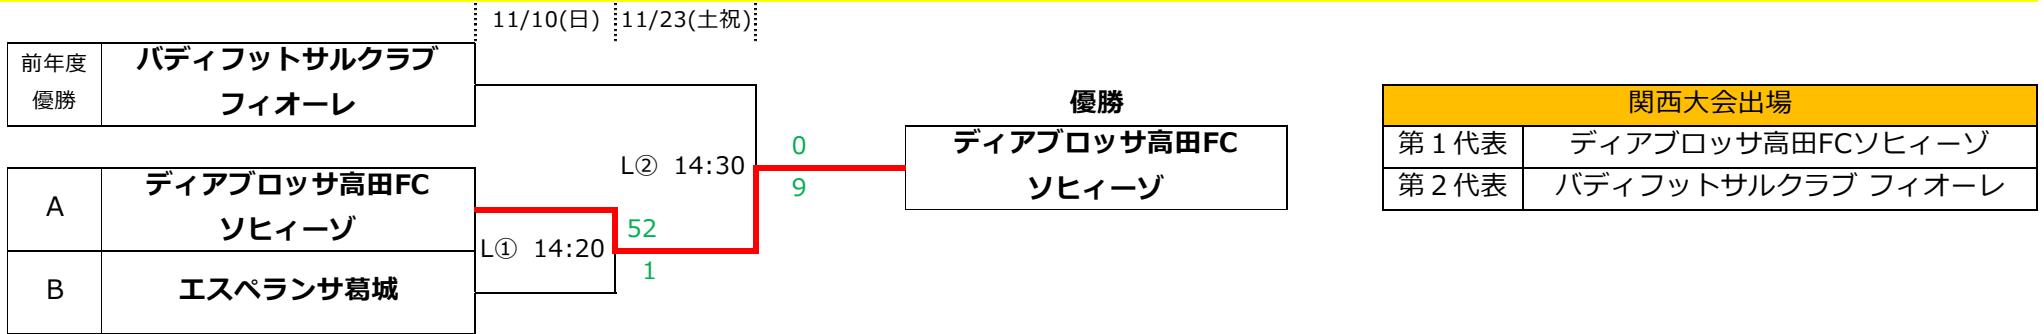 11/10(日) 11/23(土祝)
前年度
優勝
バディフットサルクラブ
フィオーレ
優勝
ディアブロッサ高田FC
ソヒィーゾ
関西大会出場
第1代表 ディアブロッサ高田FCソヒィーゾ
第2代表 バディフットサルクラブ フィオーレ
L② 14:30
0
9
A
ディアブロッサ高田FC
ソヒィーゾ
L① 14:20
52
1
B エスペランサ葛城